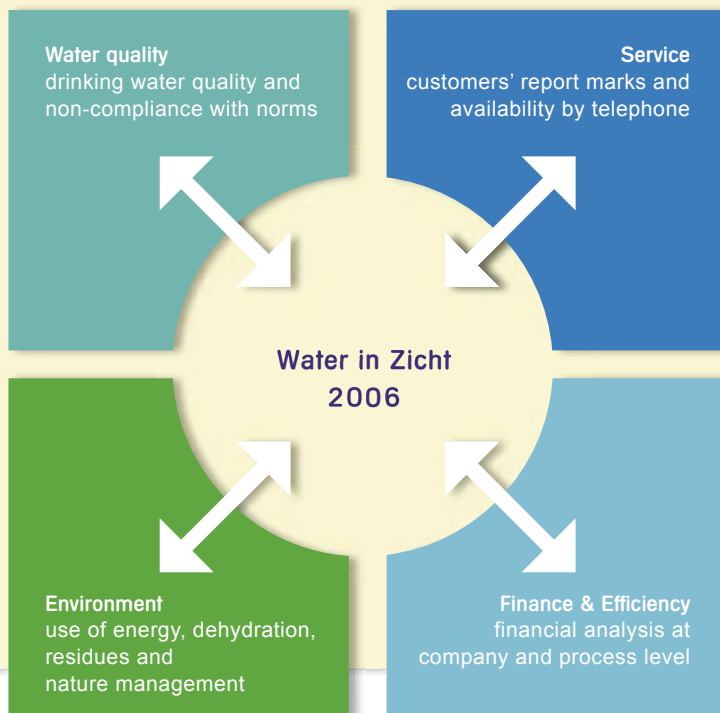 Water quality
drinking water quality and
non-compliance with norms
Service
customers' report marks and
availability by telephone
Water in Zicht
2006
Environment
use of energy, dehydration,
residues and
nature management
Finance & Efficiency
financial analysis at
company and process level